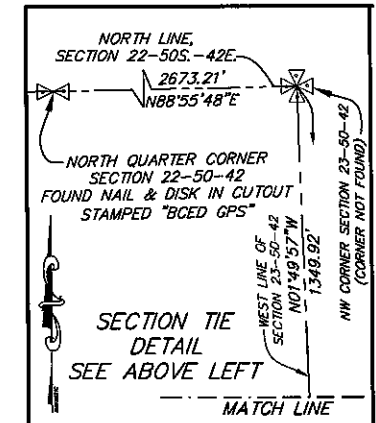 NORTH LINE,
SECTION 22-50S.-42E.
2673.21'
N88°55'48"E
NORTH QUARTER CORNER
SECTION 22-50-42
FOUND NAIL & DISK IN CUTOUT
STAMPED "BCED GPS"
WEST LINE OF
SECTION 23-50-42
N01°49'57"W
1349.92'
NW CORNER SECTION 23-50-42
(CORNER NOT FOUND)
SECTION TIE
DETAIL
SEE ABOVE LEFT
MATCH LINE